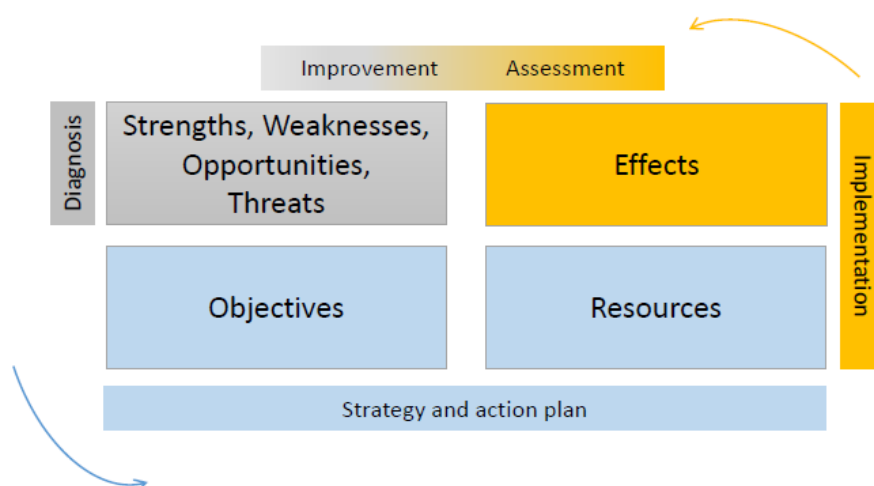 Improvement
Assessment
Diagnosis
Strengths, Weaknesses,
Opportunities,
Threats
Effects
Implementation
Objectives
Resources
Strategy and action plan